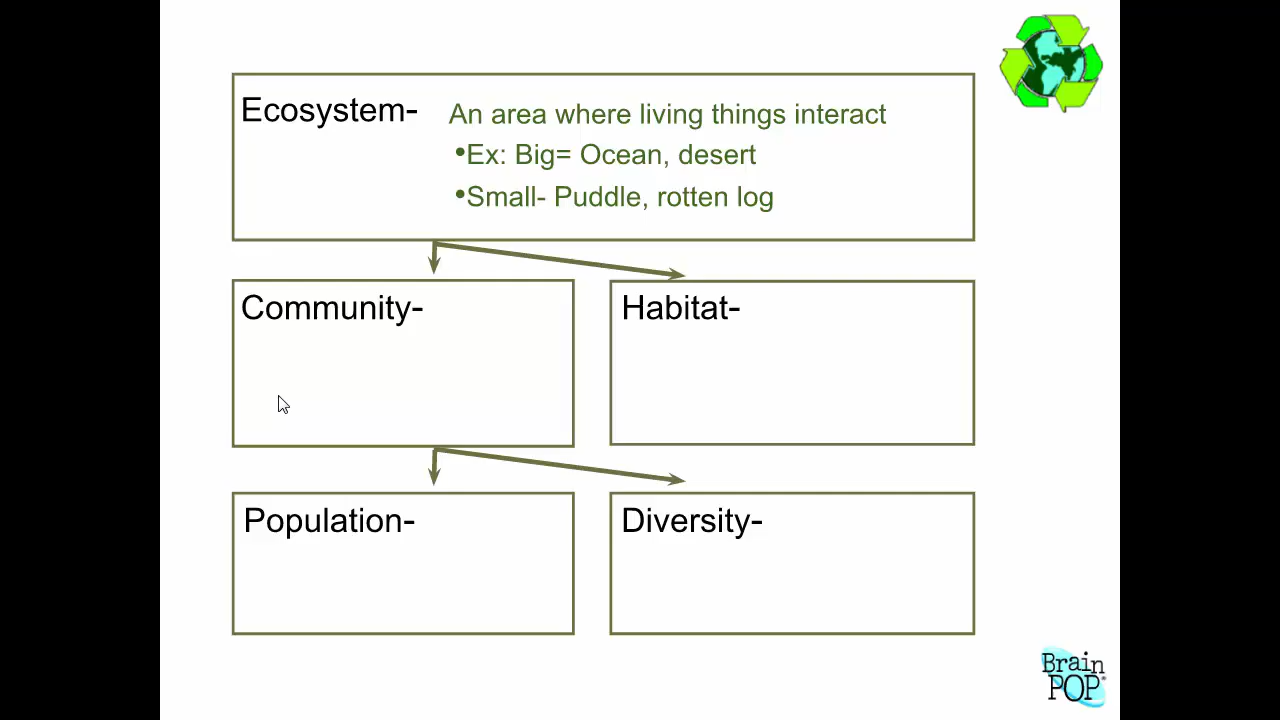 Ecosystem- An area where living things interact
•Ex: Big= Ocean, desert
•Small- Puddle, rotten log
Community-
Habitat-
Population-
Diversity-
Brain
POP